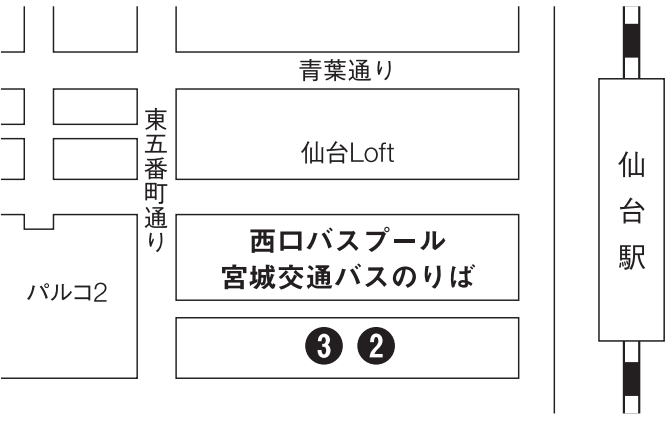 青葉通り
東五番町通り
仙台Loft
仙台駅
西口バスプール
宮城交通バスのりば
パルコ2
3 2